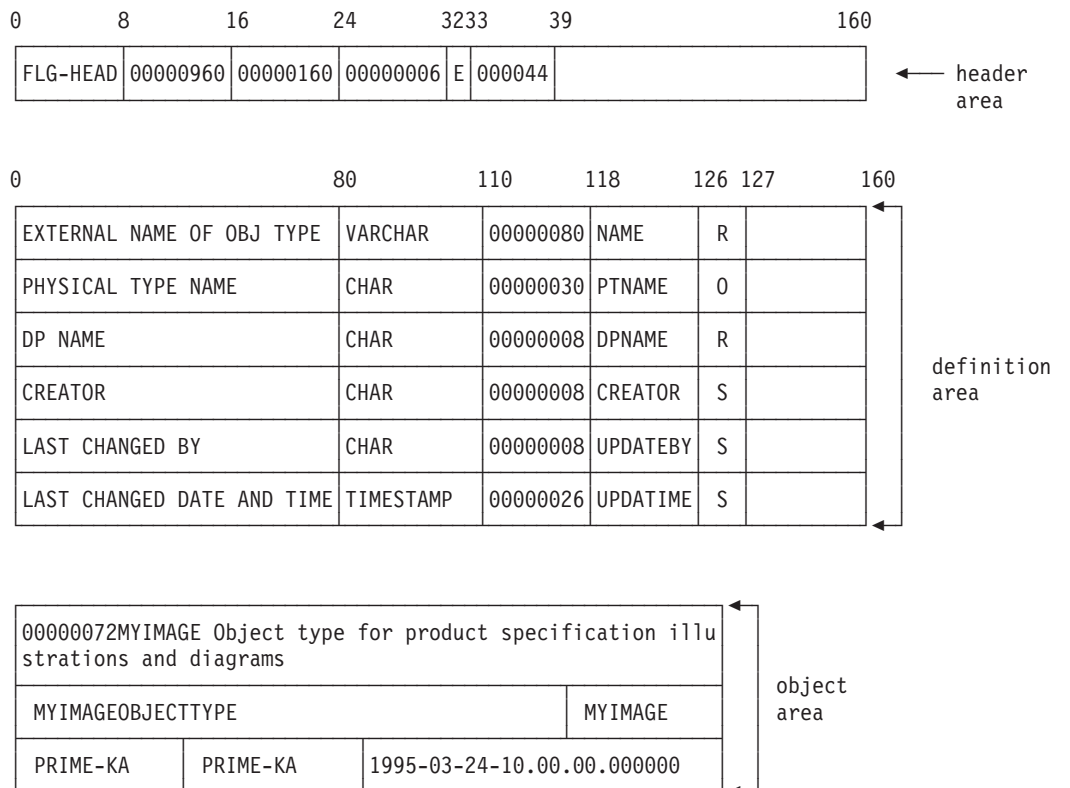 0 8 16 24 3233 39 160
FLG-HEAD 00000960 00000160 00000006 E 000044
header
area
0 80 110 118 126 127 160
EXTERNAL NAME OF OBJ TYPE VARCHAR 00000080 NAME R
PHYSICAL TYPE NAME CHAR 00000030 PTNAME O
DP NAME CHAR 00000008 DPNAME R
CREATOR CHAR 00000008 CREATOR S
LAST CHANGED BY CHAR 00000008 UPDATEBY S
LAST CHANGED DATE AND TIME TIMESTAMP 00000026 UPDATIME S
definition
area
00000072MYIMAGE Object type for product specification illu
strations and diagrams
MYIMAGEOBJECTTYPE MYIMAGE
PRIME-KA PRIME-KA 1995-03-24-10.00.00.000000
object
area